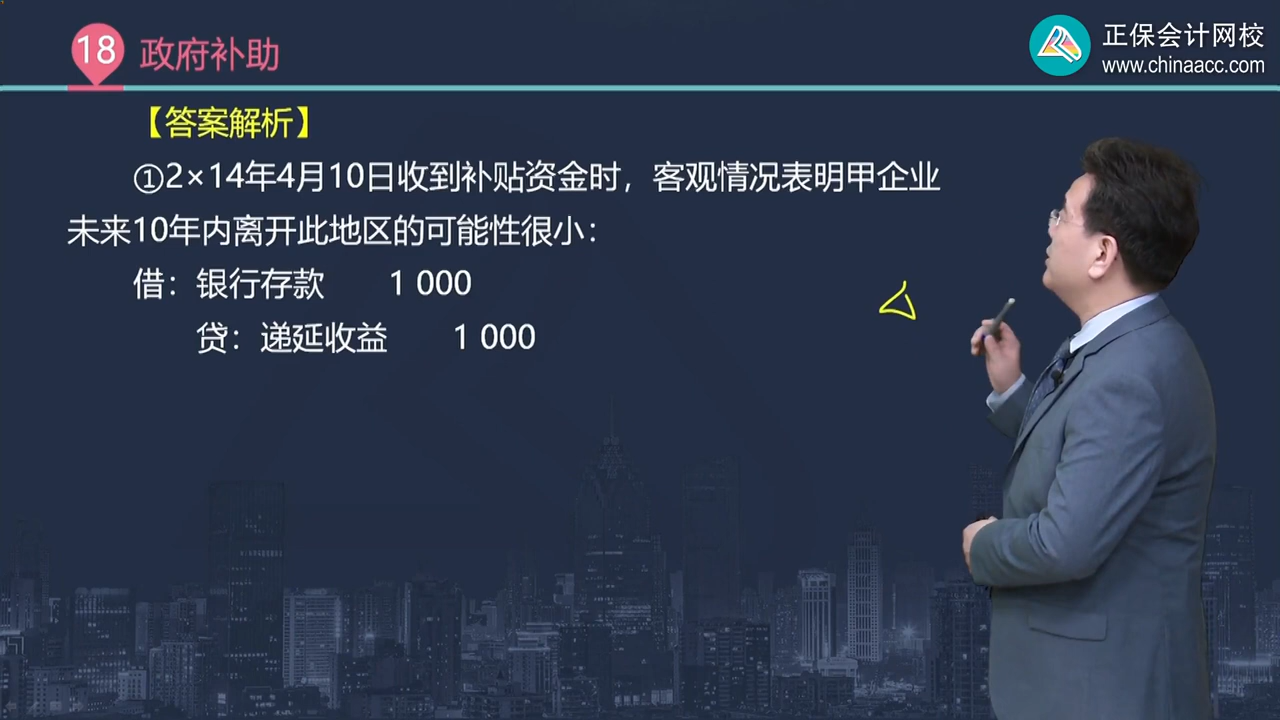 18 政府补助
正保会计网校
www.chinaacc.com
【答案解析】
①2×14年4月10日收到补贴资金时，客观情况表明甲企业
未来10年内离开此地区的可能性很小：
借：银行存款 1 000
贷：递延收益 1 000